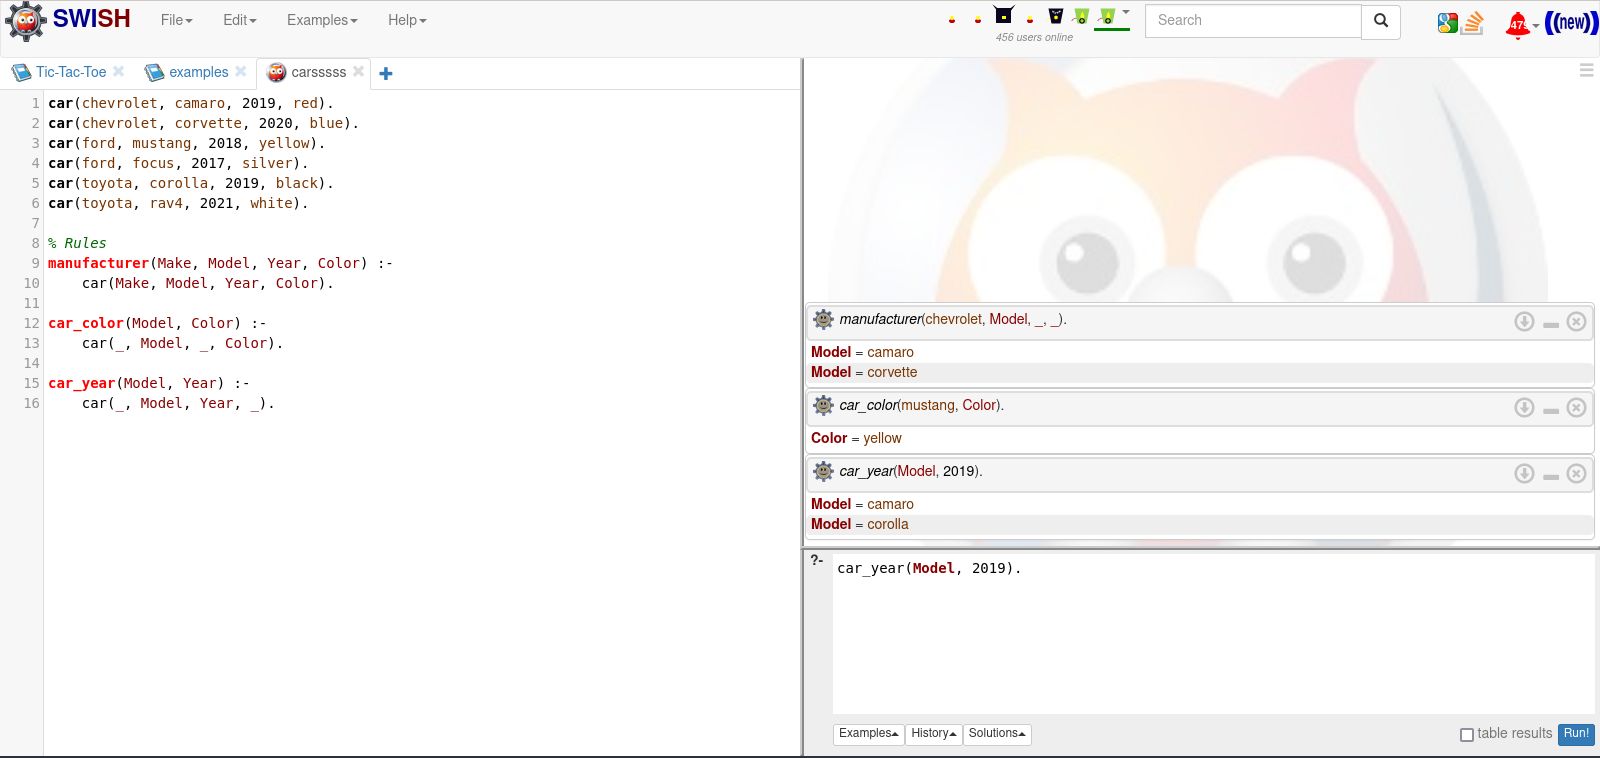 SWISH File Edit Examples Help 456 users online Search 479 ((new))
Tic-Tac-Toe examples carsssss
1 car(chevrolet, camaro, 2019, red).
2 car(chevrolet, corvette, 2020, blue).
3 car(ford, mustang, 2018, yellow).
4 car(ford, focus, 2017, silver).
5 car(toyota, corolla, 2019, black).
6 car(toyota, rav4, 2021, white).
7
8 % Rules
9 manufacturer(Make, Model, Year, Color) :-
10 car(Make, Model, Year, Color).
11
12 car_color(Model, Color) :-
13 car(_, Model, _, Color).
14
15 car_year(Model, Year) :-
16 car(_, Model, Year, _).
manufacturer(chevrolet, Model, _, _).
Model = camaro
Model = corvette
car_color(mustang, Color).
Color = yellow
car_year(Model, 2019).
Model = camaro
Model = corolla
?- car_year(Model, 2019).
Examples History Solutions table results Run!